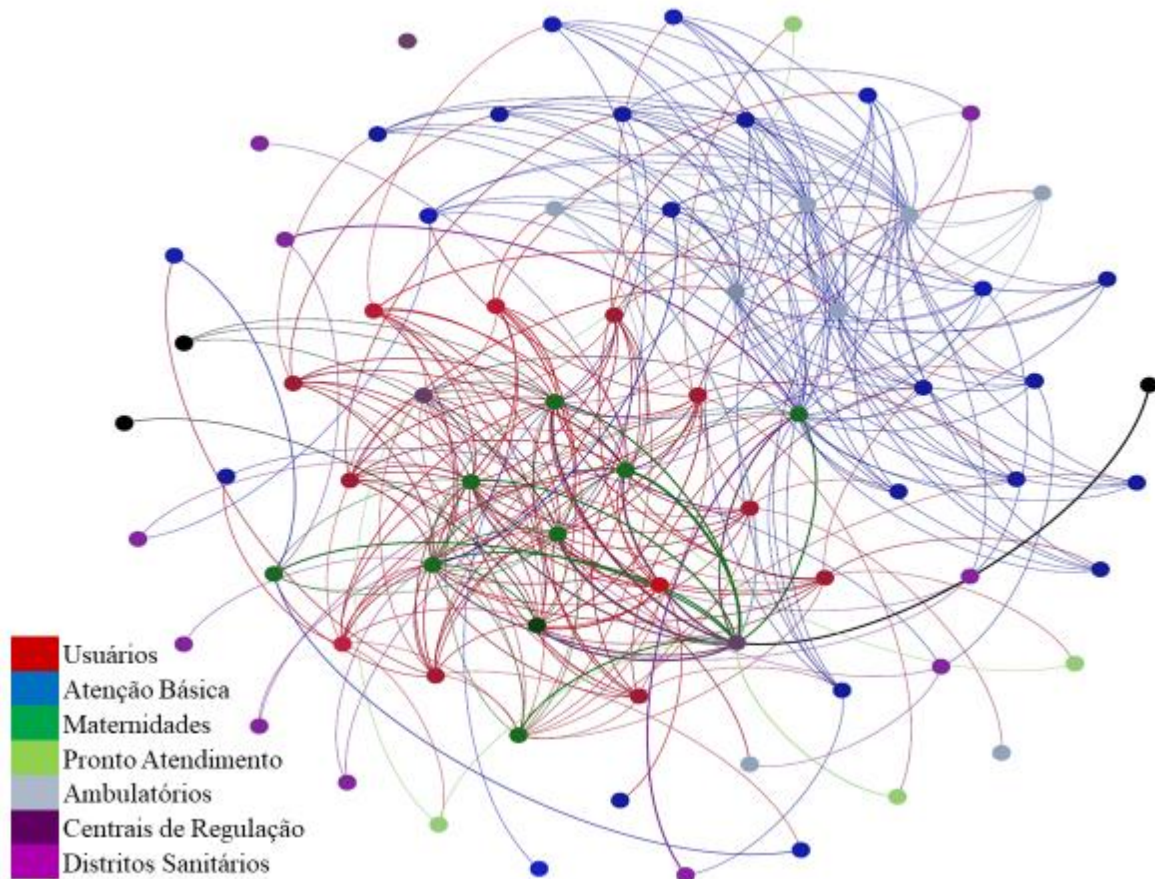 Usuários
Atenção Básica
Maternidades
Pronto Atendimento
Ambulatórios
Centrais de Regulação
Distritos Sanitários